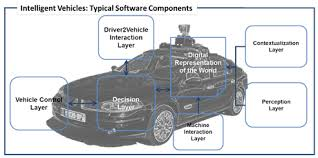 Intelligent Vehicles: Typical Software Components
Driver2Vehicle
Interaction
Layer
Digital
Representation
of the World
Contextualization
Layer
Vehicle Control
Layer
Decision
Layer
Perception
Layer
Machine
Interaction
Layer